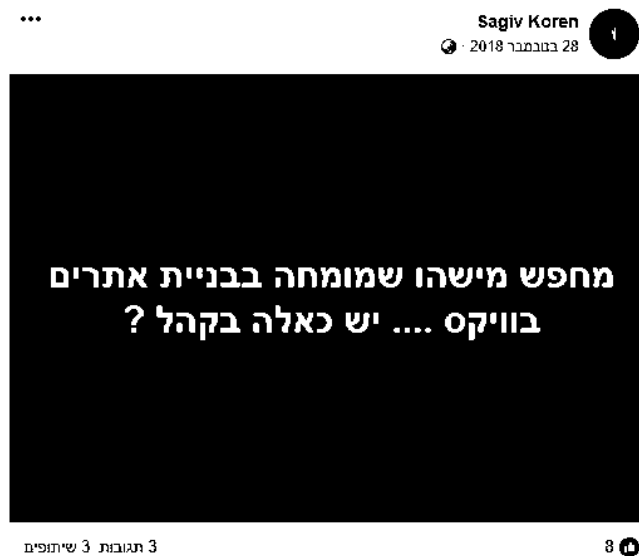 Sagiv Koren
28 בנובמבר 2018 ·
מחפש מישהו שמומחה בבניית אתרים
בוויקס .... יש כאלה בקהל ?
8
3 תגובות 3 שיתופים